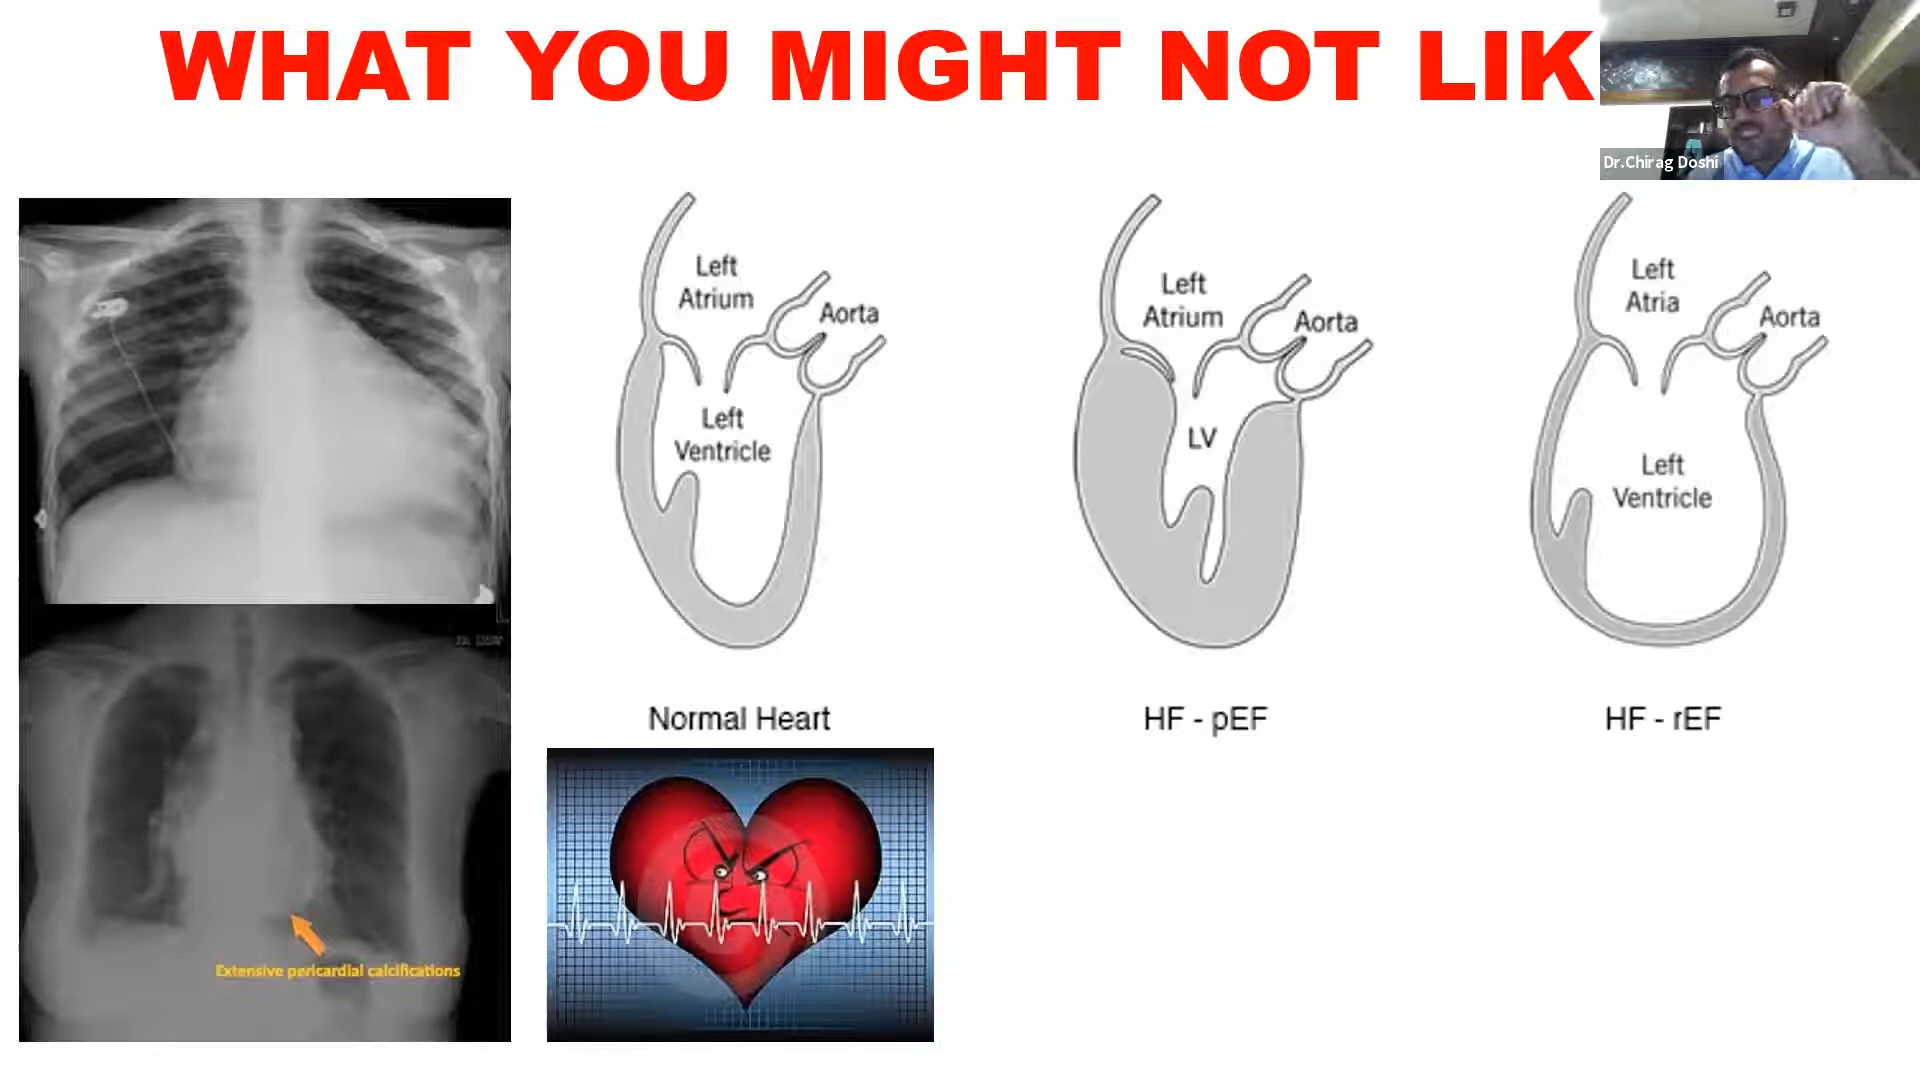 WHAT YOU MIGHT NOT LIK
Dr.Chirag Doshi
Left
Atrium
Aorta
Left
Ventricle
Normal Heart
Left
Atrium
Aorta
LV
HF - pEF
Left
Atria
Aorta
Left
Ventricle
HF - rEF
Extensive pericardial calcifications